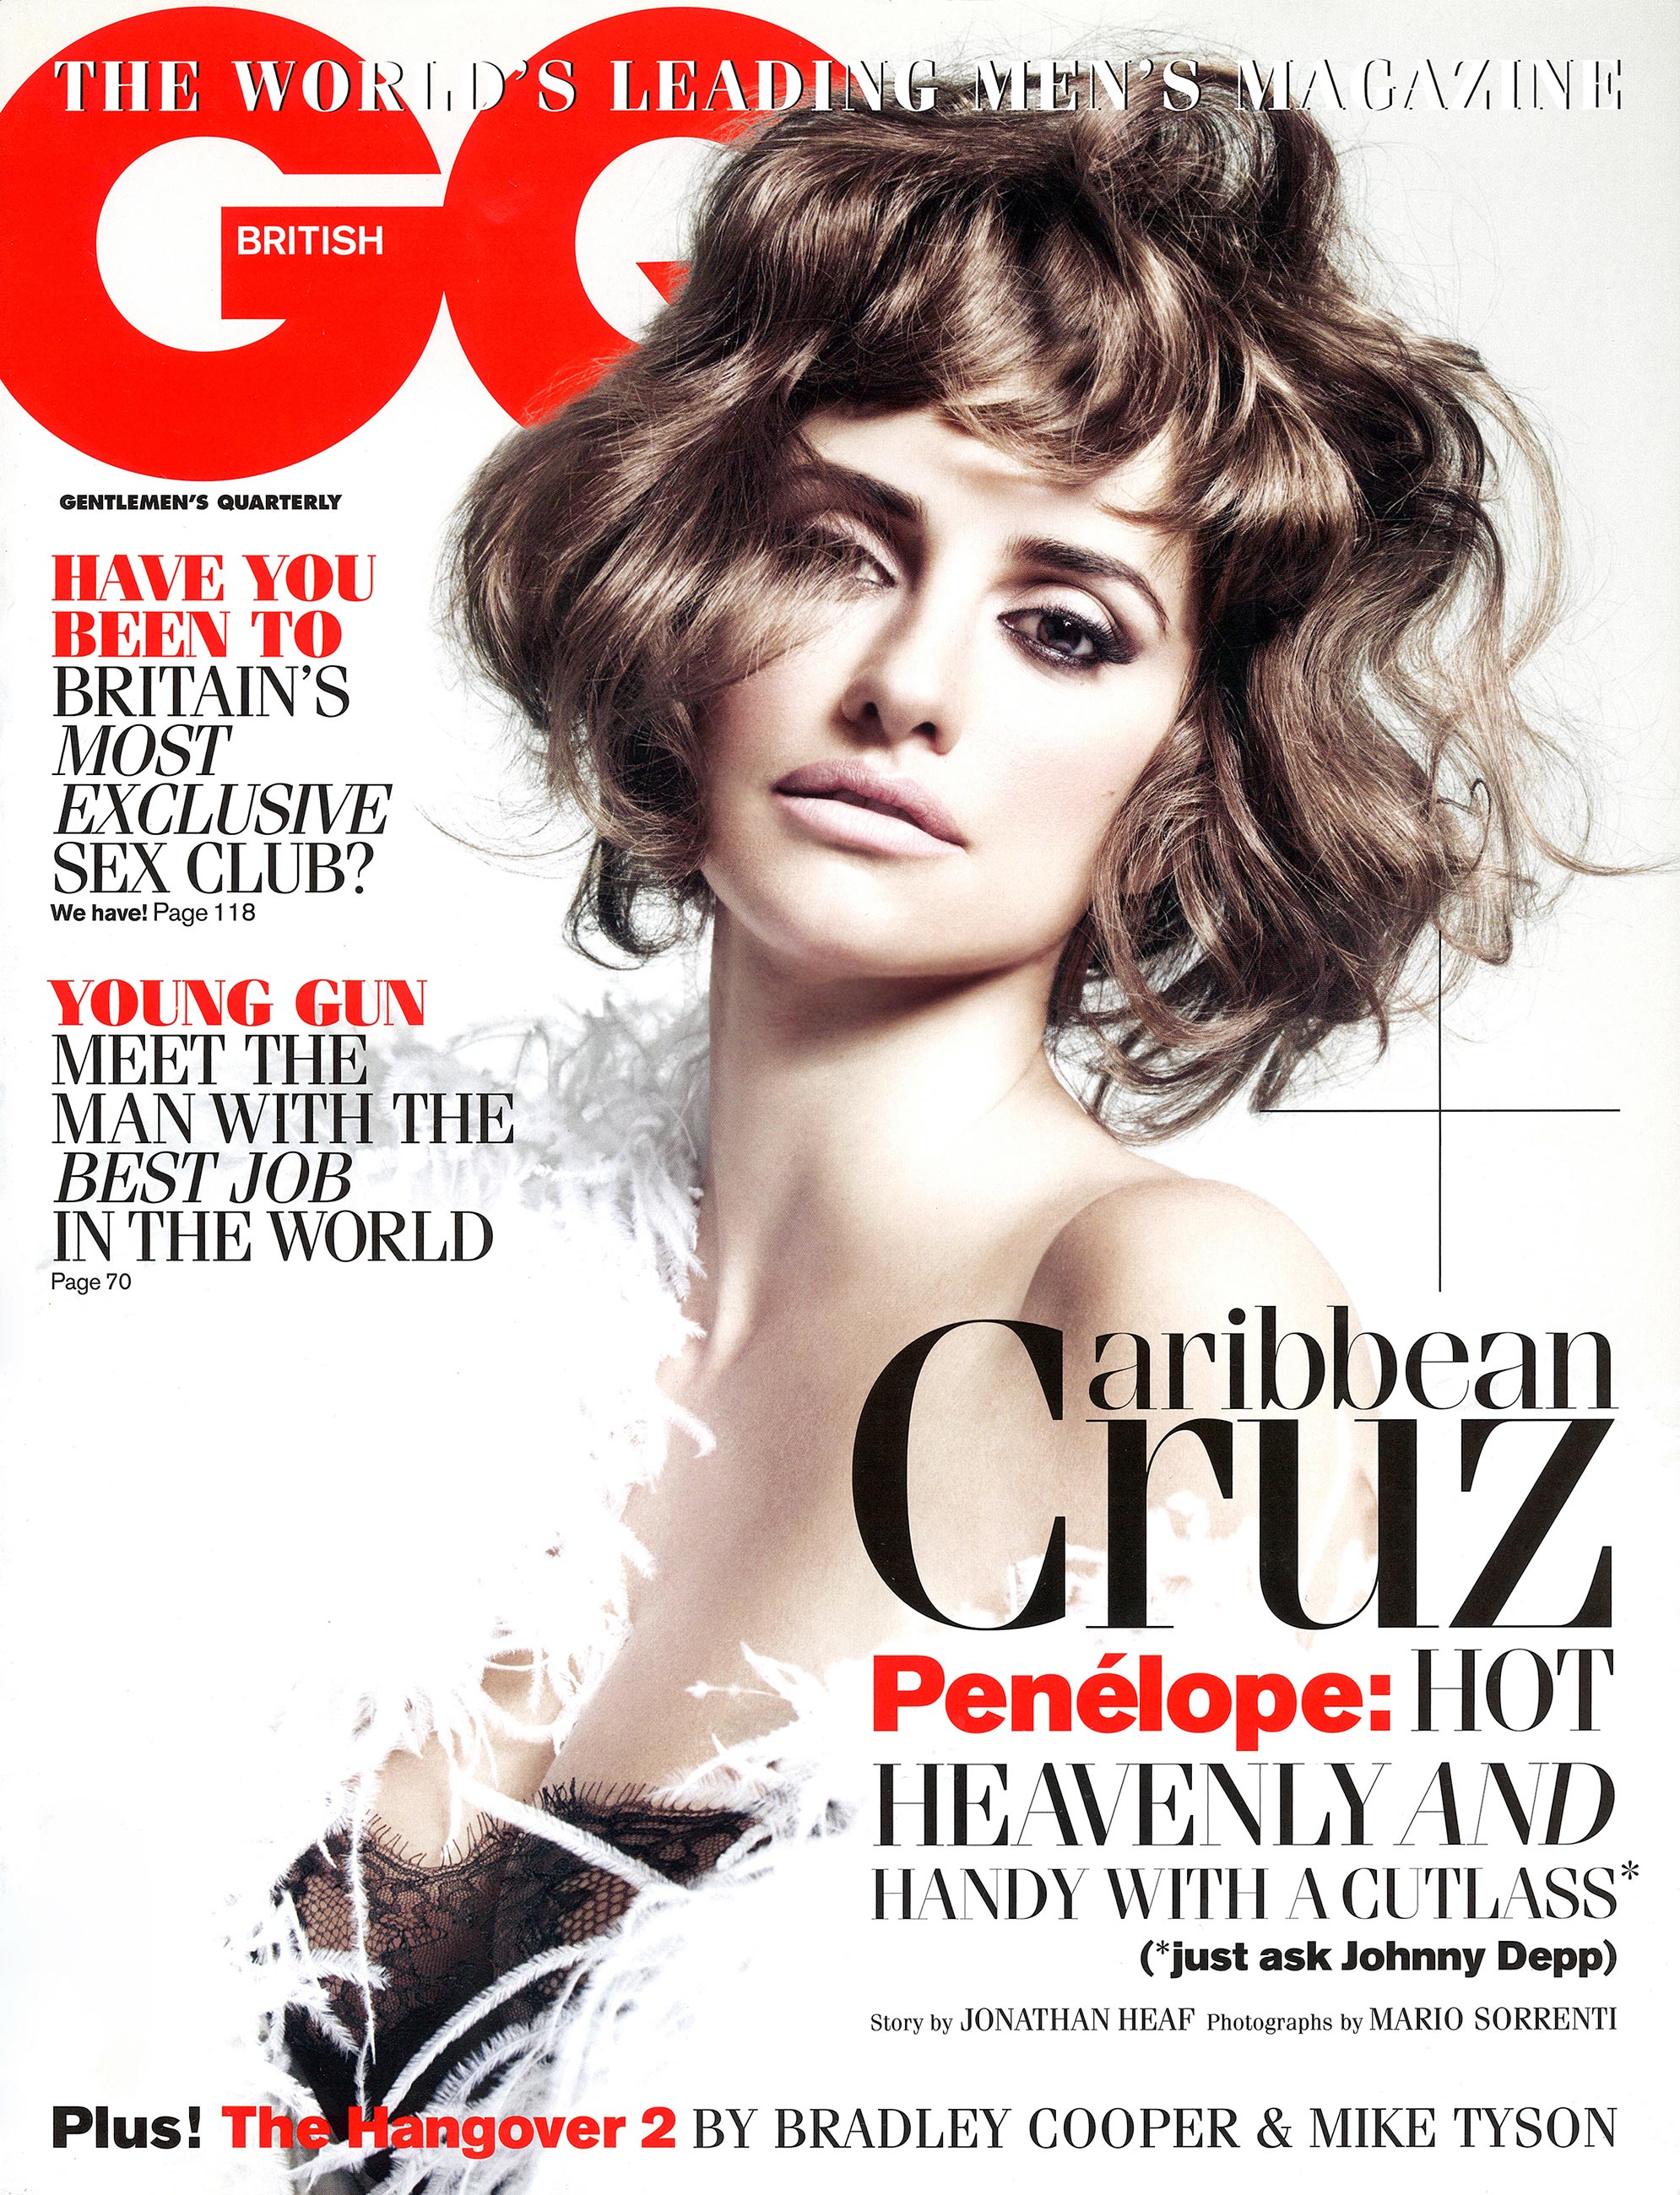 THE WORLD'S LEADING MEN'S MAGAZINE
GQ
BRITISH
GENTLEMEN'S QUARTERLY
HAVE YOU
BEEN TO
BRITAIN'S
MOST
EXCLUSIVE
SEX CLUB?
We have! Page 118
YOUNG GUN
MEET THE
MAN WITH THE
BEST JOB
IN THE WORLD
Page 70
Caribbean
Cruz
Penélope: HOT
HEAVENLY AND
HANDY WITH A CUTLASS*
(*just ask Johnny Depp)
Story by JONATHAN HEAF Photographs by MARIO SORRENTI
Plus! The Hangover 2 BY BRADLEY COOPER & MIKE TYSON